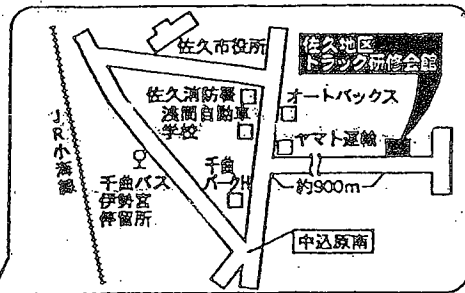 佐久市役所
佐久地区
トラック研修会館
佐久消防署
浅間自動車
学校
オートバックス
ヤマト運輸
JR小海線
千曲バス
伊勢宮
停留所
千曲
パークH
約900m
中込原南